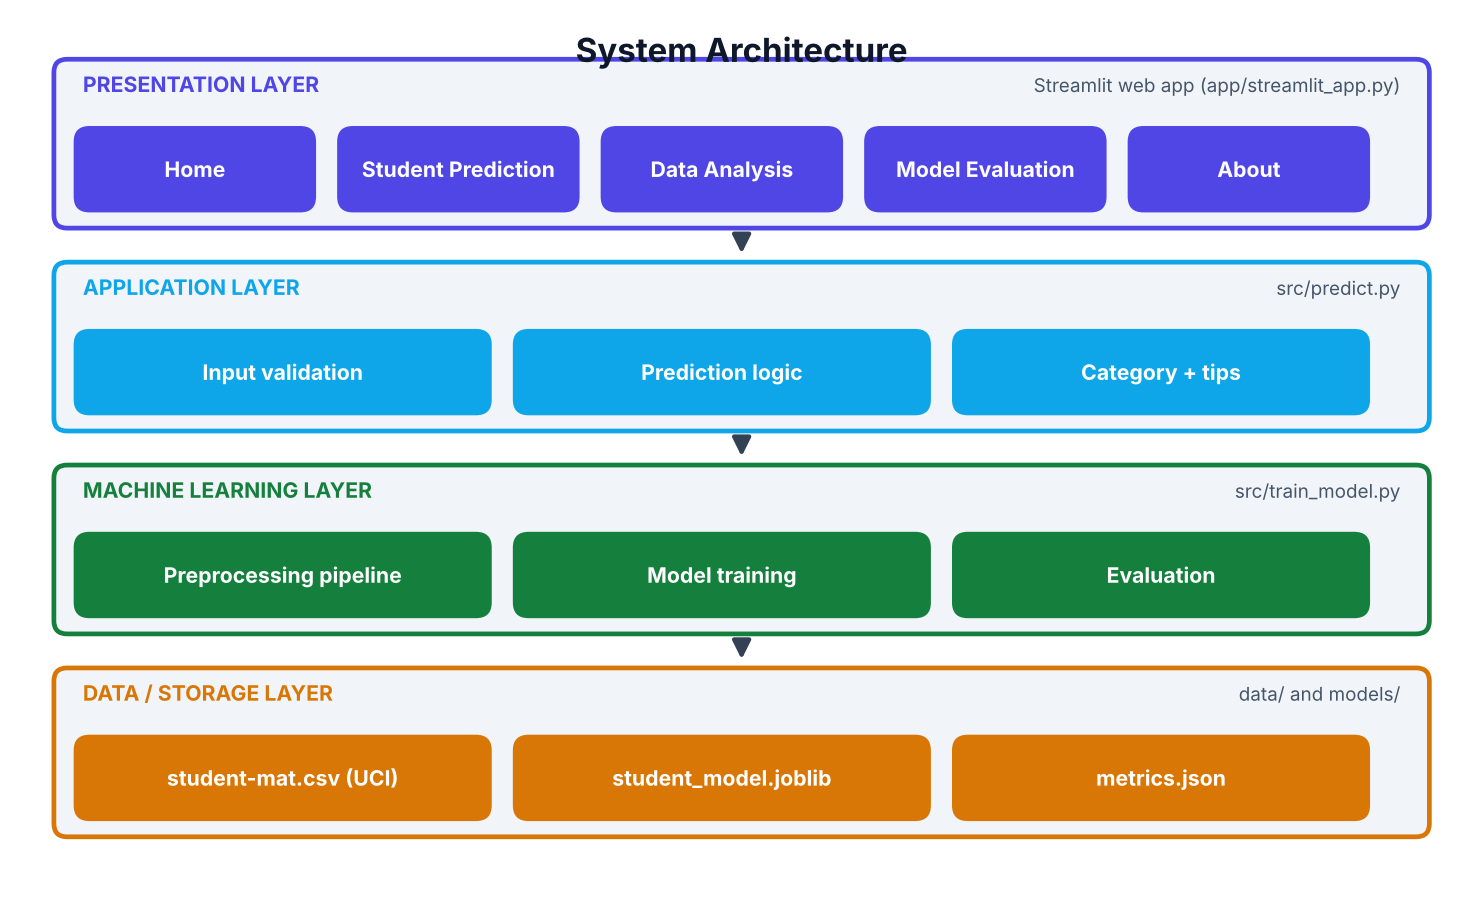 System Architecture
PRESENTATION LAYER
Streamlit web app (app/streamlit_app.py)
Home
Student Prediction
Data Analysis
Model Evaluation
About
APPLICATION LAYER
src/predict.py
Input validation
Prediction logic
Category + tips
MACHINE LEARNING LAYER
src/train_model.py
Preprocessing pipeline
Model training
Evaluation
DATA / STORAGE LAYER
data/ and models/
student-mat.csv (UCI)
student_model.joblib
metrics.json